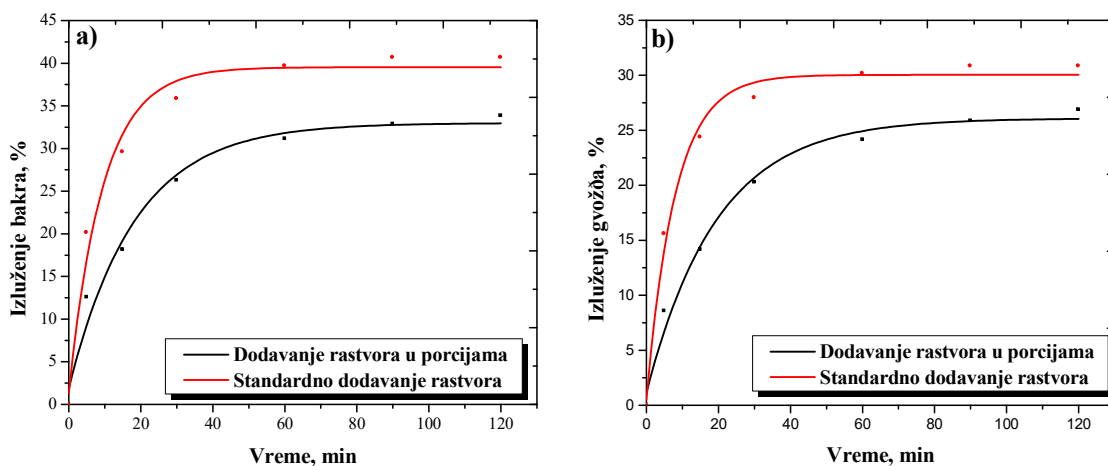 a)
45
40
35
30
25
20
15
10
5
0
Izluženje bakra, %
Dodavanje rastvora u porcijama
Standardno dodavanje rastvora
0 20 40 60 80 100 120
Vreme, min
b)
35
30
25
20
15
10
5
0
Izluženje gvožđa, %
Dodavanje rastvora u porcijama
Standardno dodavanje rastvora
0 20 40 60 80 100 120
Vreme, min